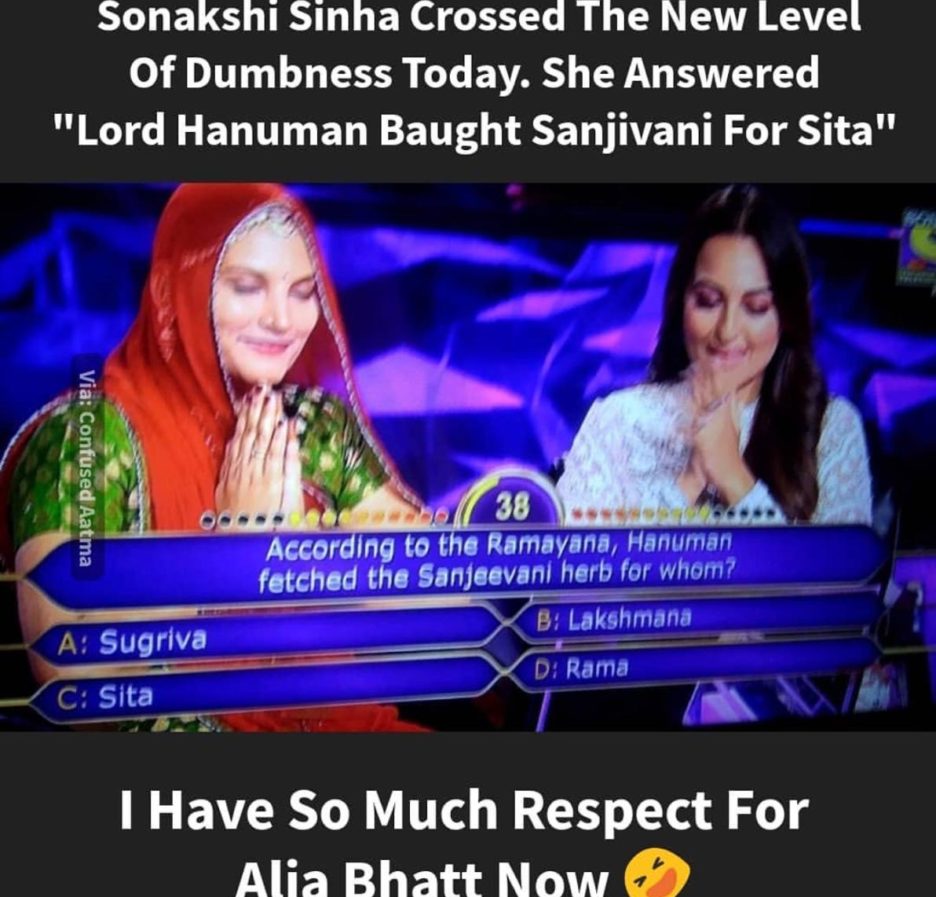 Sonakshi Sinha Crossed The New Level
Of Dumbness Today. She Answered
"Lord Hanuman Baught Sanjivani For Sita"
Via: Confused Aatma
38
According to the Ramayana, Hanuman
fetched the Sanjeevani herb for whom?
A: Sugriva
B: Lakshmana
C: Sita
D: Rama
I Have So Much Respect For
Alia Bhatt Now 🤣